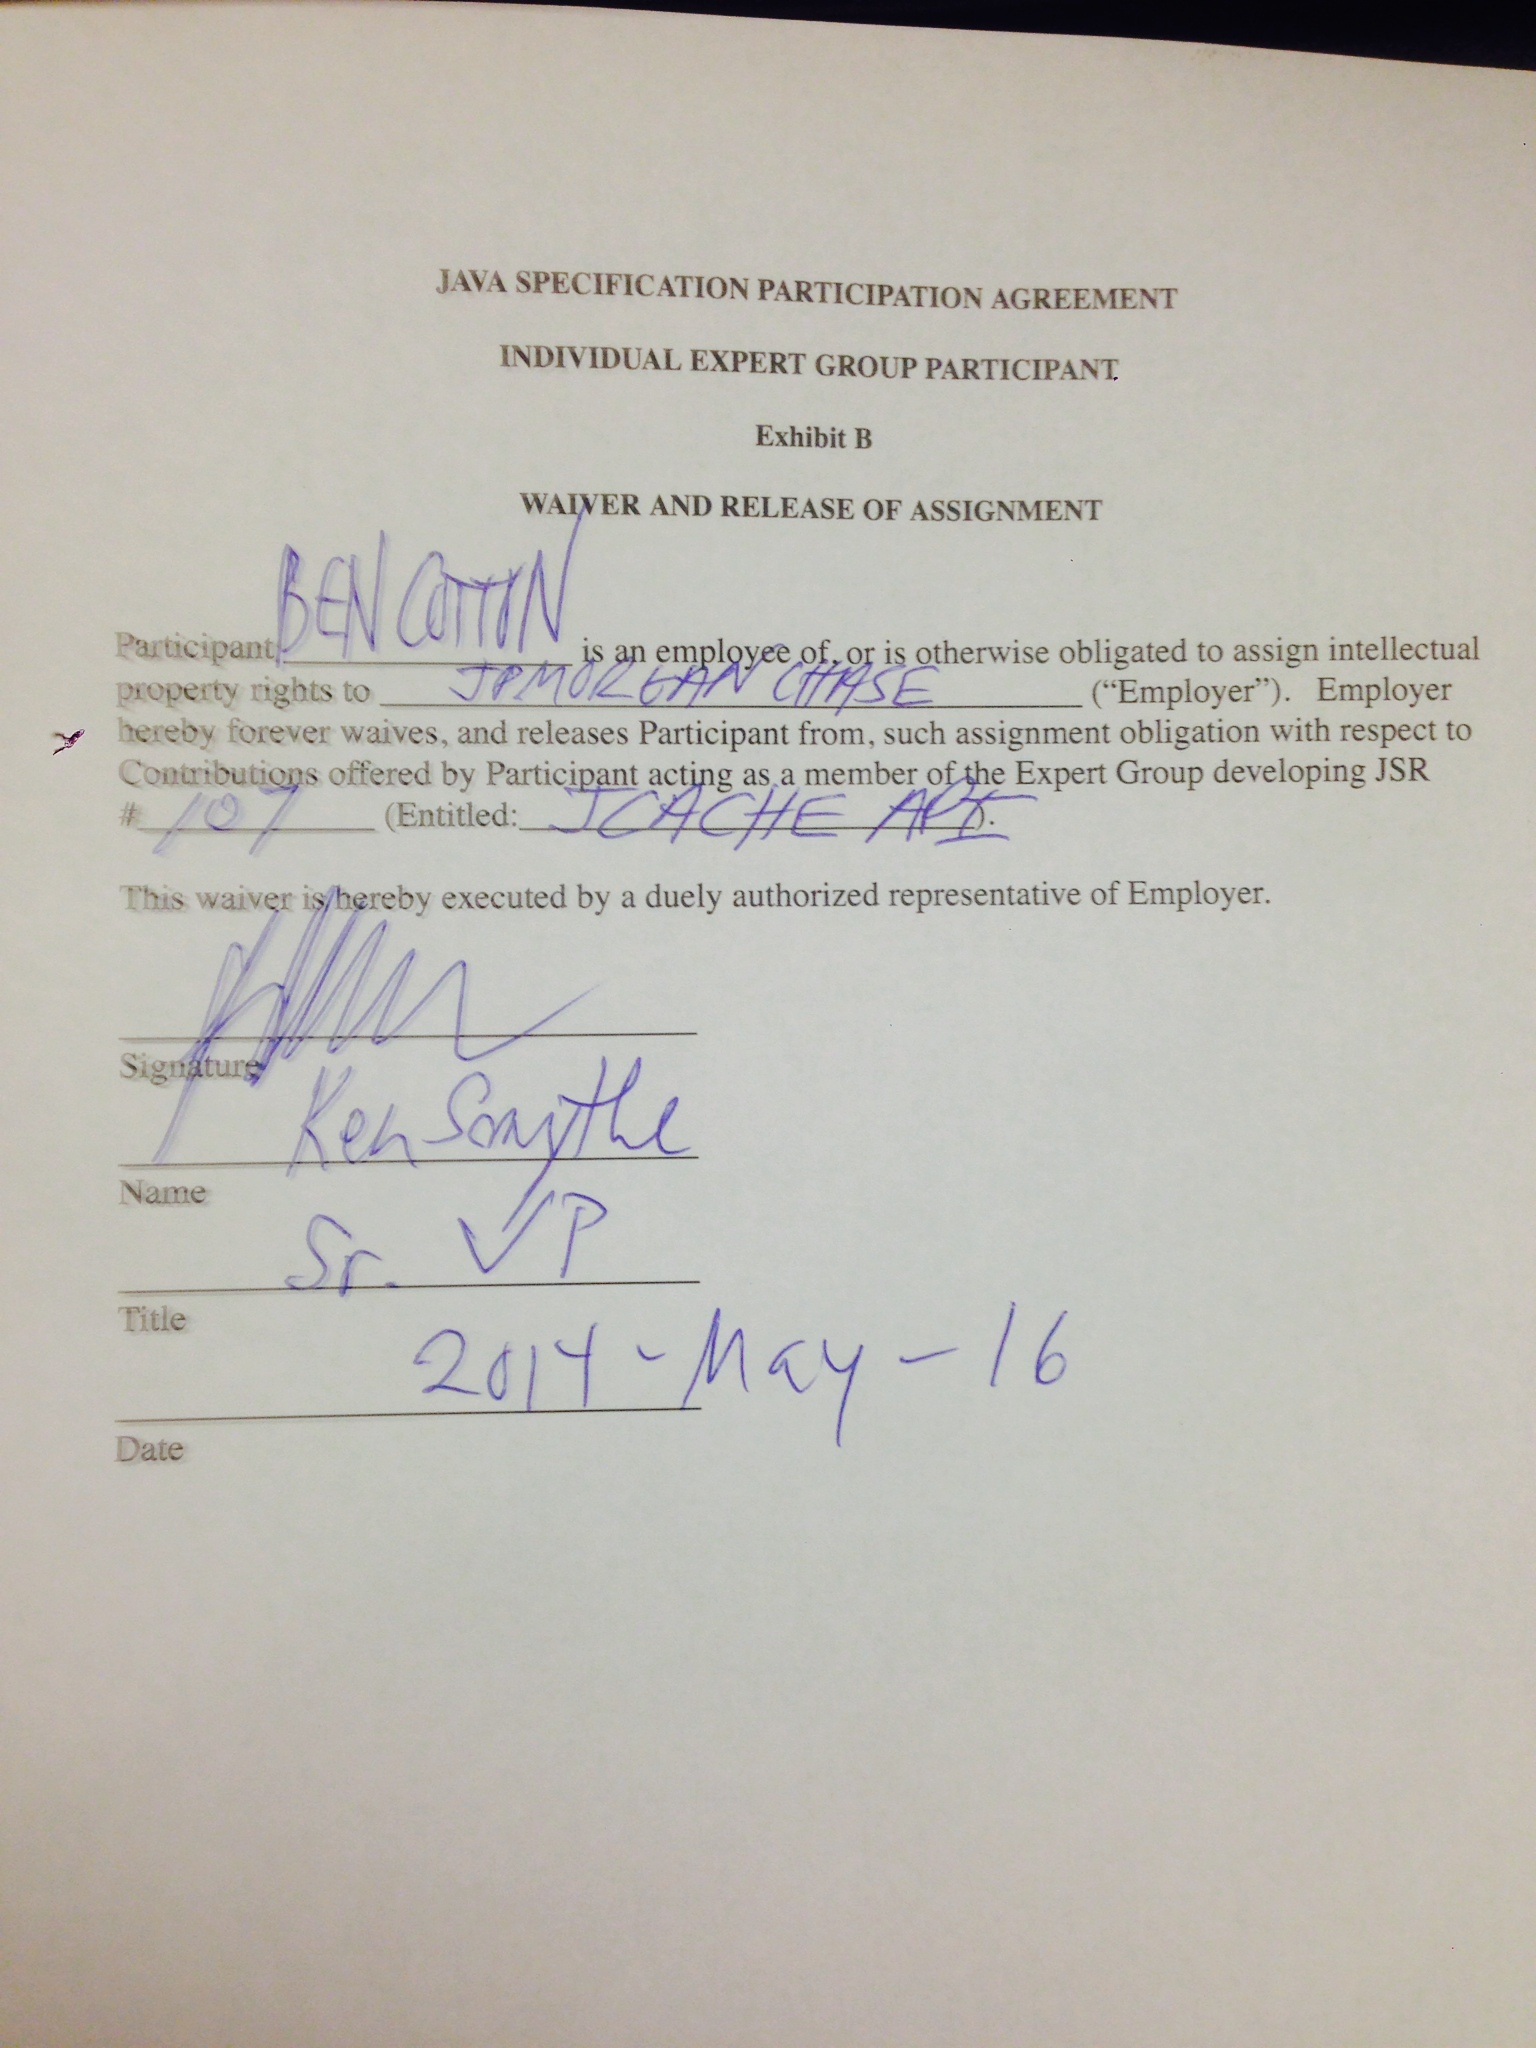 JAVA SPECIFICATION PARTICIPATION AGREEMENT
INDIVIDUAL EXPERT GROUP PARTICIPANT
Exhibit B
WAIVER AND RELEASE OF ASSIGNMENT
Participant BEN COTTON is an employee of, or is otherwise obligated to assign intellectual
property rights to JPMORGAN CHASE (“Employer”). Employer
hereby forever waives, and releases Participant from, such assignment obligation with respect to
Contributions offered by Participant acting as a member of the Expert Group developing JSR
# 107 (Entitled: JCACHE API ).
This waiver is hereby executed by a duely authorized representative of Employer.
Signature
Ken Smythe
Name
Sr. VP
Title
2014 - May - 16
Date